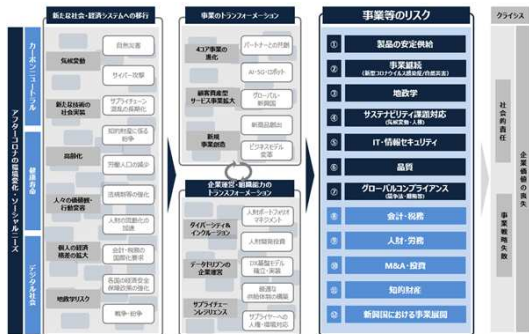 アフターコロナの環境変化・ソーシャルニーズ
カーボンニュートラル
健康寿命
デジタル社会
新たな社会・経済システムへの移行
気候変動
新たな技術の
社会実装
高齢化
人々の価値観・
行動変容
個人の経済
格差の拡大
地政学リスク
自然災害
サイバー攻撃
サプライチェーン
混乱の長期化
知的財産に係る
紛争
労働人口の減少
法規制等の強化
人財の流動化の
加速
会計・税務の
国際化要求
各国の経済安全
保障政策の強化
戦争・紛争
事業のトランスフォーメーション
4コア事業の
進化
顧客資産型
サービス事業拡大
新規
事業創造
パートナーとの共創
AI・5G・ロボット
グローバル・
新興国
新商品創出
ビジネスモデル
変革
企業運営・組織能力の
トランスフォーメーション
ダイバーシティ&
インクルージョン
データドリブンの
企業運営
サプライチェーン
レジリエンス
人財ポートフォリオ
マネジメント
人財開発投資
DX基盤モデル
確立・実装
最適な
供給体制の構築
サプライヤーへの
人権・環境対応
事業等のリスク
① 製品の安定供給
② 事業継続
(新型コロナウイルス感染症/自然災害)
③ 地政学
④ サステナビリティ課題対応
(気候変動・人権)
⑤ IT・情報セキュリティ
⑥ 品質
⑦ グローバルコンプライアンス
⑧ 会計・税務
⑨ 人財・労務
⑩ M&A・投資
⑪ 知的財産
⑫ 新興国における事業展開
クライシス
社会的責任
事業戦略失敗
企業価値の喪失